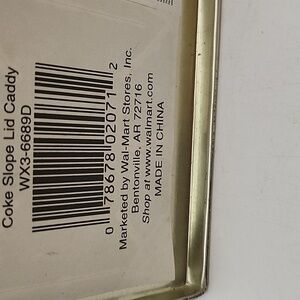 Coke Slope Lid Caddy
WX3-6689D
0 78678 02071 2
Marketed by Wal-Mart Stores, Inc.
Bentonville, AR 72716
Shop at www.walmart.com
MADE IN CHINA